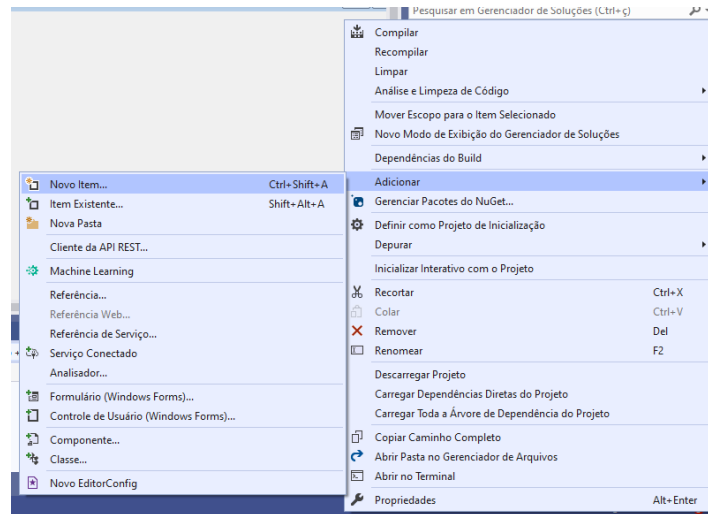 Pesquisar em Gerenciador de Soluções (Ctrl+ç)
Compilar
Recompilar
Limpar
Análise e Limpeza de Código
Mover Escopo para o Item Selecionado
Novo Modo de Exibição do Gerenciador de Soluções
Dependências do Build
Adicionar
Gerenciar Pacotes do NuGet...
Definir como Projeto de Inicialização
Depurar
Inicializar Interativo com o Projeto
Recortar Ctrl+X
Colar Ctrl+V
Remover Del
Renomear F2
Descarregar Projeto
Carregar Dependências Diretas do Projeto
Carregar Toda a Árvore de Dependência do Projeto
Copiar Caminho Completo
Abrir Pasta no Gerenciador de Arquivos
Abrir no Terminal
Propriedades Alt+Enter
Novo Item... Ctrl+Shift+A
Item Existente... Shift+Alt+A
Nova Pasta
Cliente da API REST...
Machine Learning
Referência...
Referência Web...
Referência de Serviço...
Serviço Conectado
Analisador...
Formulário (Windows Forms)...
Controle de Usuário (Windows Forms)...
Componente...
Classe...
Novo EditorConfig